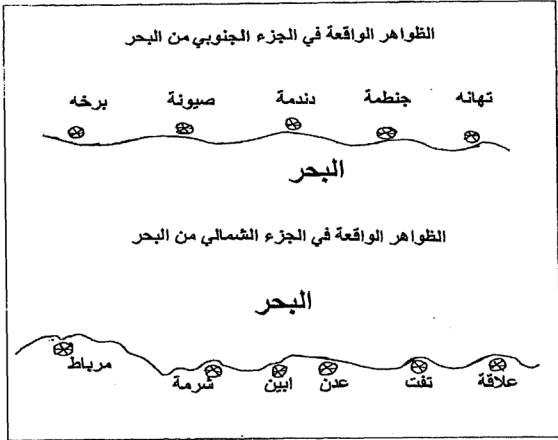 الظواهر الواقعة في الجزء الجنوبي من البحر
تهانه جنطمة دندمة صيونة برخه
البحر
الظواهر الواقعة في الجزء الشمالي من البحر
البحر
علاقة تفت عدن ابين شرمة مرباط